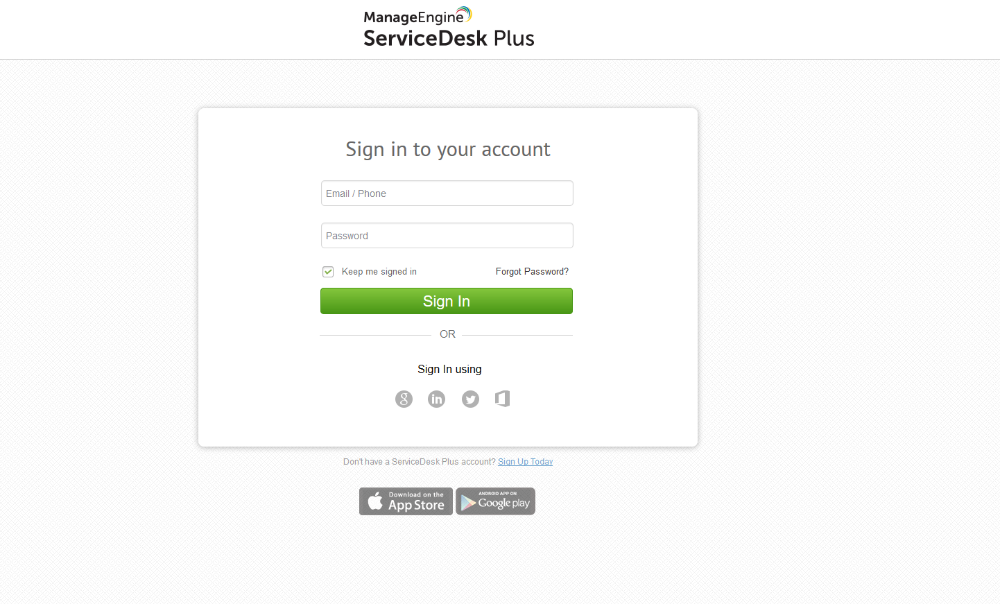 ManageEngine
ServiceDesk Plus
Sign in to your account
Email / Phone
Password
Keep me signed in Forgot Password?
Sign In
OR
Sign In using
g in
Don't have a ServiceDesk Plus account? Sign Up Today
Download on the App Store
ANDROID APP ON Google play